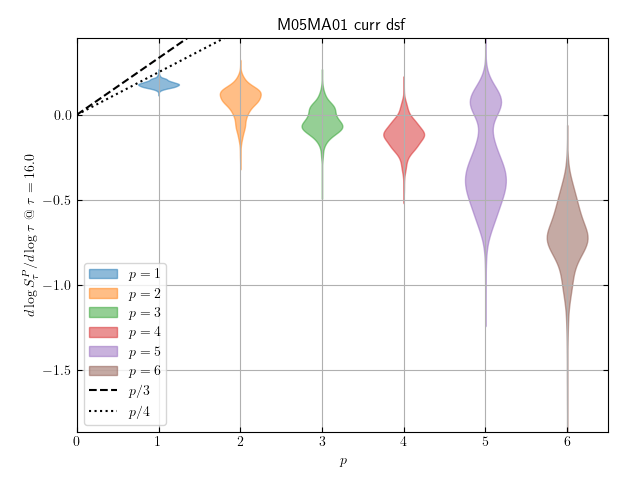 M05MA01 curr dsf
d log S_τ^p / d log τ @ τ = 16.0
0.0
−0.5
−1.0
−1.5
p = 1
p = 2
p = 3
p = 4
p = 5
p = 6
p/3
p/4
0 1 2 3 4 5 6
p